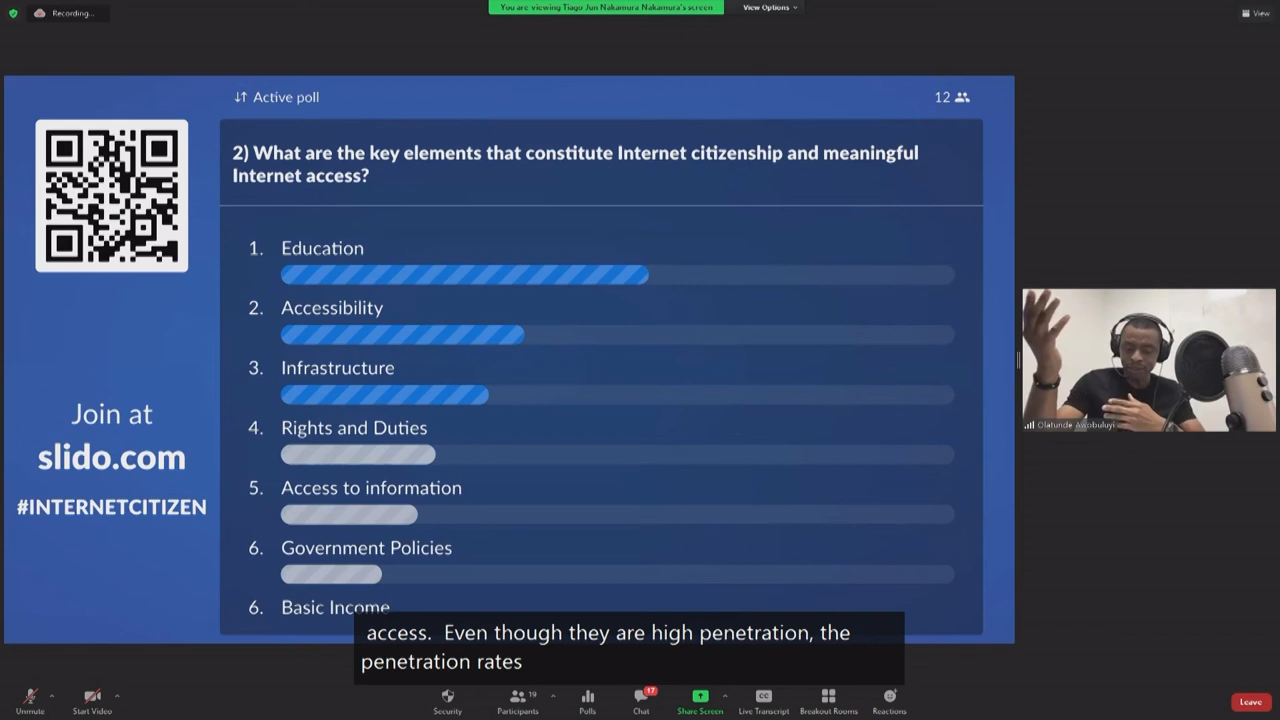 Recording...
You are viewing Tiago Jun Nakamura Nakamura's screen
View Options
View
Active poll
12
2) What are the key elements that constitute Internet citizenship and meaningful
Internet access?
1. Education
2. Accessibility
3. Infrastructure
4. Rights and Duties
5. Access to information
6. Government Policies
6. Basic Income
Join at
slido.com
#INTERNETCITIZEN
Olatunde Awobuluyi
access. Even though they are high penetration, the
penetration rates
Unmute
Start Video
Security
Participants
19
Polls
Chat
17
Share Screen
Live Transcript
Breakout Rooms
Reactions
Leave